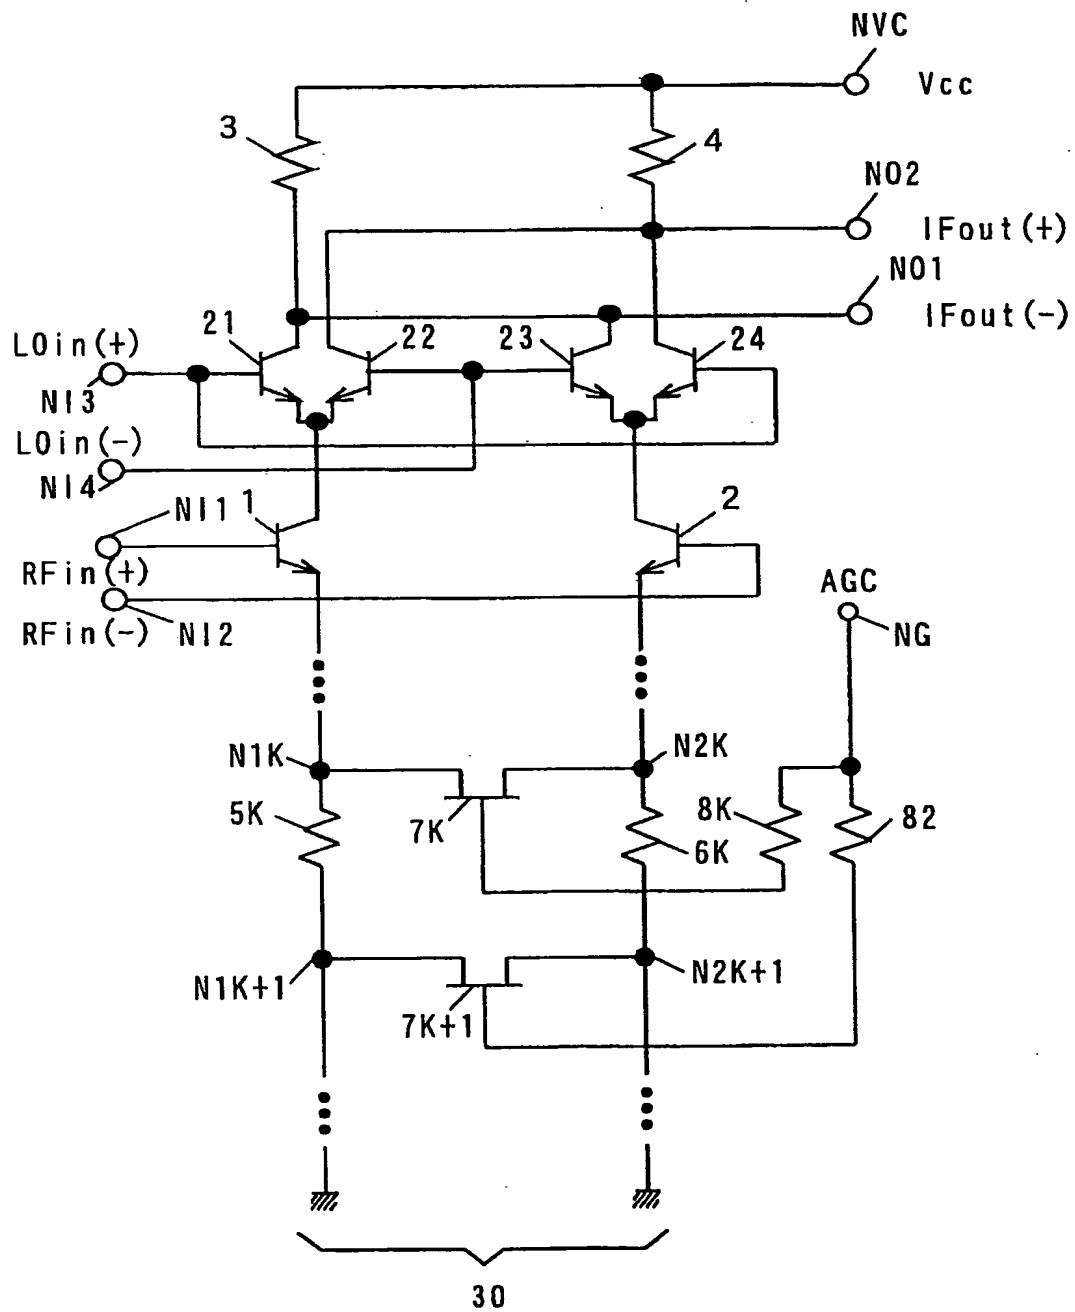 NVC
Vcc
3
4
NO2
IFout(+)
NO1
IFout(-)
21
22
23
24
LOin(+)
NI3
LOin(-)
NI4
NI1
1
2
RFin(+)
RFin(-)
NI2
AGC
NG
N1K
N2K
5K
7K
6K
8K
82
N1K+1
7K+1
N2K+1
30